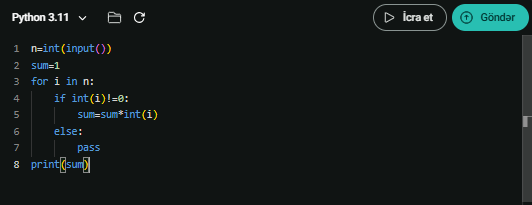 Python 3.11 İcra et Göndər
1 n=int(input())
2 sum=1
3 for i in n:
4     if int(i)!=0:
5         sum=sum*int(i)
6     else:
7         pass
8 print(sum)